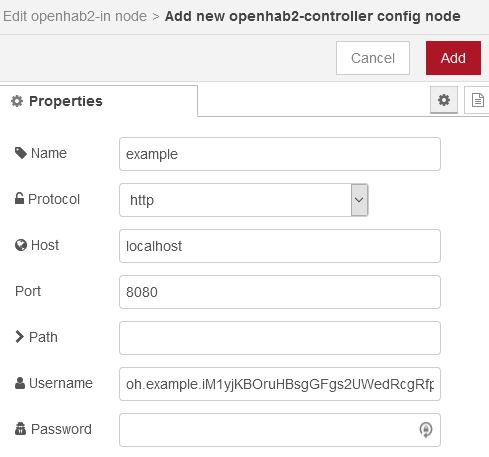 Edit openhab2-in node > Add new openhab2-controller config node
Cancel Add
Properties
Name example
Protocol http
Host localhost
Port 8080
Path
Username oh.example.iM1yjKBOruHBsgGFgs2UWedRcgRfp
Password